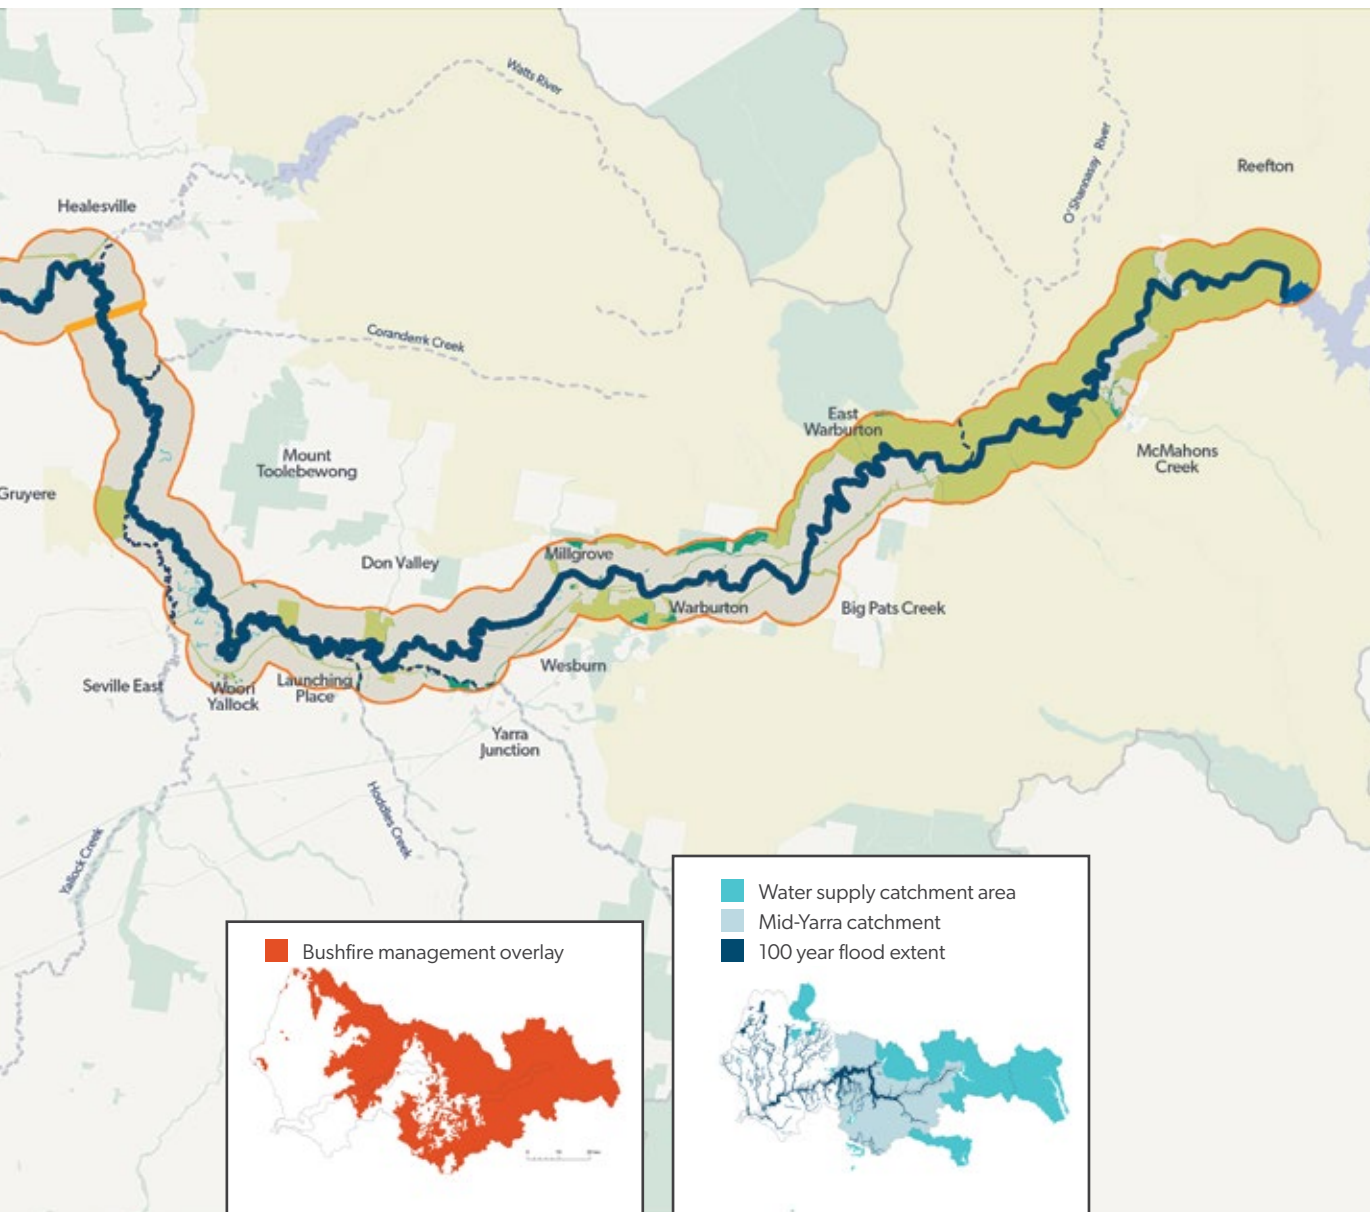 Watts River
O'Shannassy River
Reefton
Healesville
Coranderrk Creek
East
Warburton
Mount
Toolebewong
McMahons
Creek
Gruyere
Don Valley
Millgrove
Warburton
Big Pats Creek
Wesburn
Seville East
Woori
Yallock
Launching
Place
Yarra
Junction
Hoddles Creek
Yallock Creek
Water supply catchment area
Mid-Yarra catchment
100 year flood extent
Bushfire management overlay